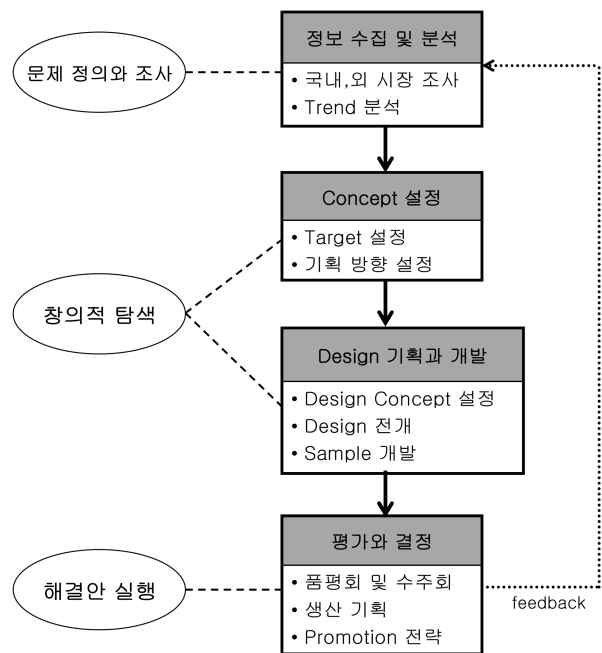 정보 수집 및 분석
문제 정의와 조사
• 국내,외 시장 조사
• Trend 분석
Concept 설정
• Target 설정
• 기획 방향 설정
창의적 탐색
Design 기획과 개발
• Design Concept 설정
• Design 전개
• Sample 개발
평가와 결정
해결안 실행
• 품평회 및 수주회
• 생산 기획
• Promotion 전략
feedback